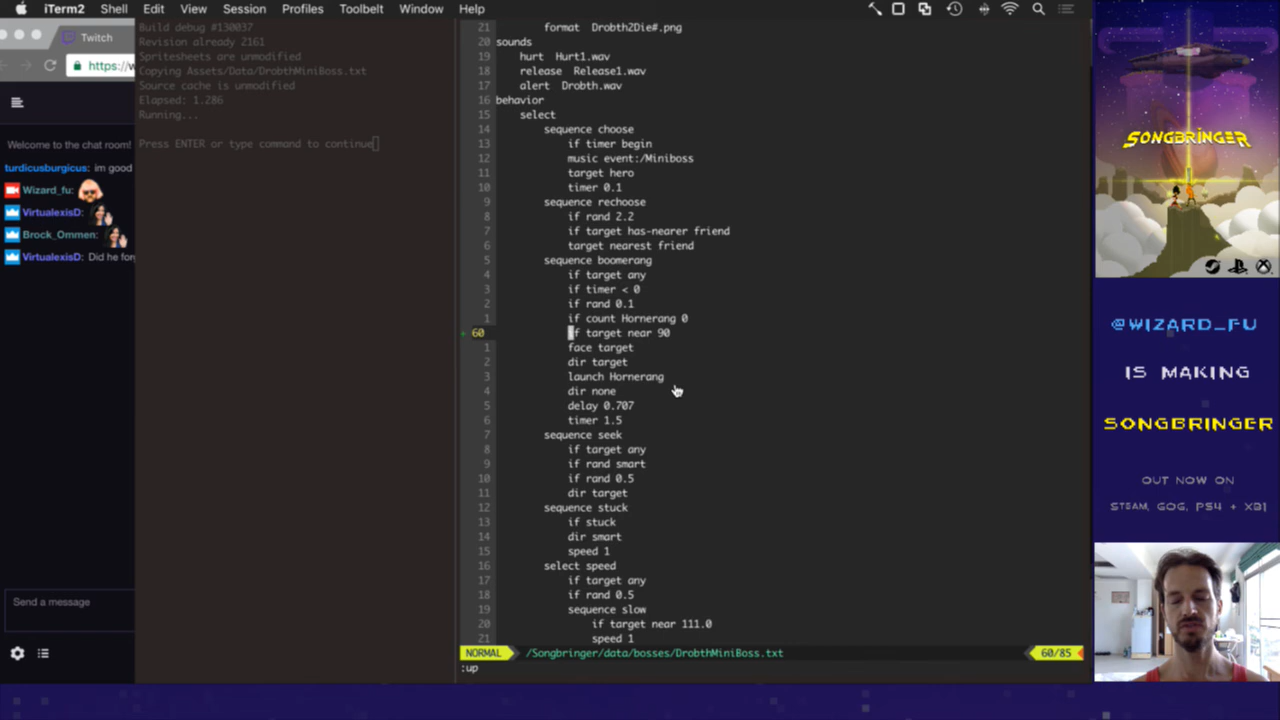 iTerm2 Shell Edit View Session Profiles Toolbelt Window Help
Twitch
https://w
Welcome to the chat room!
turdicusburgicus: im good
Wizard_fu:
VirtualexisD:
Brock_Ommen:
VirtualexisD: Did he for
Send a message
Build debug #130037
Revision already 2161
Spritesheets are unmodified
Copying Assets/Data/DrobthMiniBoss.txt
Source cache is unmodified
Elapsed: 1.286
Running...
Press ENTER or type command to continue
21 format Drobth2Die#.png
20 sounds
19 hurt Hurt1.wav
18 release Release1.wav
17 alert Drobth.wav
16 behavior
15 select
14 sequence choose
13 if timer begin
12 music event:/Miniboss
11 target hero
10 timer 0.1
9 sequence rechoose
8 if rand 2.2
7 if target has-nearer friend
6 target nearest friend
5 sequence boomerang
4 if target any
3 if timer < 0
2 if rand 0.1
1 if count Hornerang 0
+ 60 if target near 90
1 face target
2 dir target
3 launch Hornerang
4 dir none
5 delay 0.707
6 timer 1.5
7 sequence seek
8 if target any
9 if rand smart
10 if rand 0.5
11 dir target
12 sequence stuck
13 if stuck
14 dir smart
15 speed 1
16 select speed
17 if target any
18 if rand 0.5
19 sequence slow
20 if target near 111.0
21 speed 1
NORMAL /Songbringer/data/bosses/DrobthMiniBoss.txt 60/85
:up
SONGBRINGER
@WIZARD_FU
IS MAKING
SONGBRINGER
OUT NOW ON
STEAM, GOG, PS4 + XB1